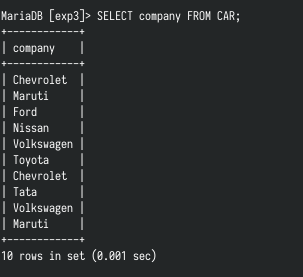 MariaDB [exp3]> SELECT company FROM CAR;
+------------+
| company    |
+------------+
| Chevrolet  |
| Maruti     |
| Ford       |
| Nissan     |
| Volkswagen |
| Toyota     |
| Chevrolet  |
| Tata       |
| Volkswagen |
| Maruti     |
+------------+
10 rows in set (0.001 sec)